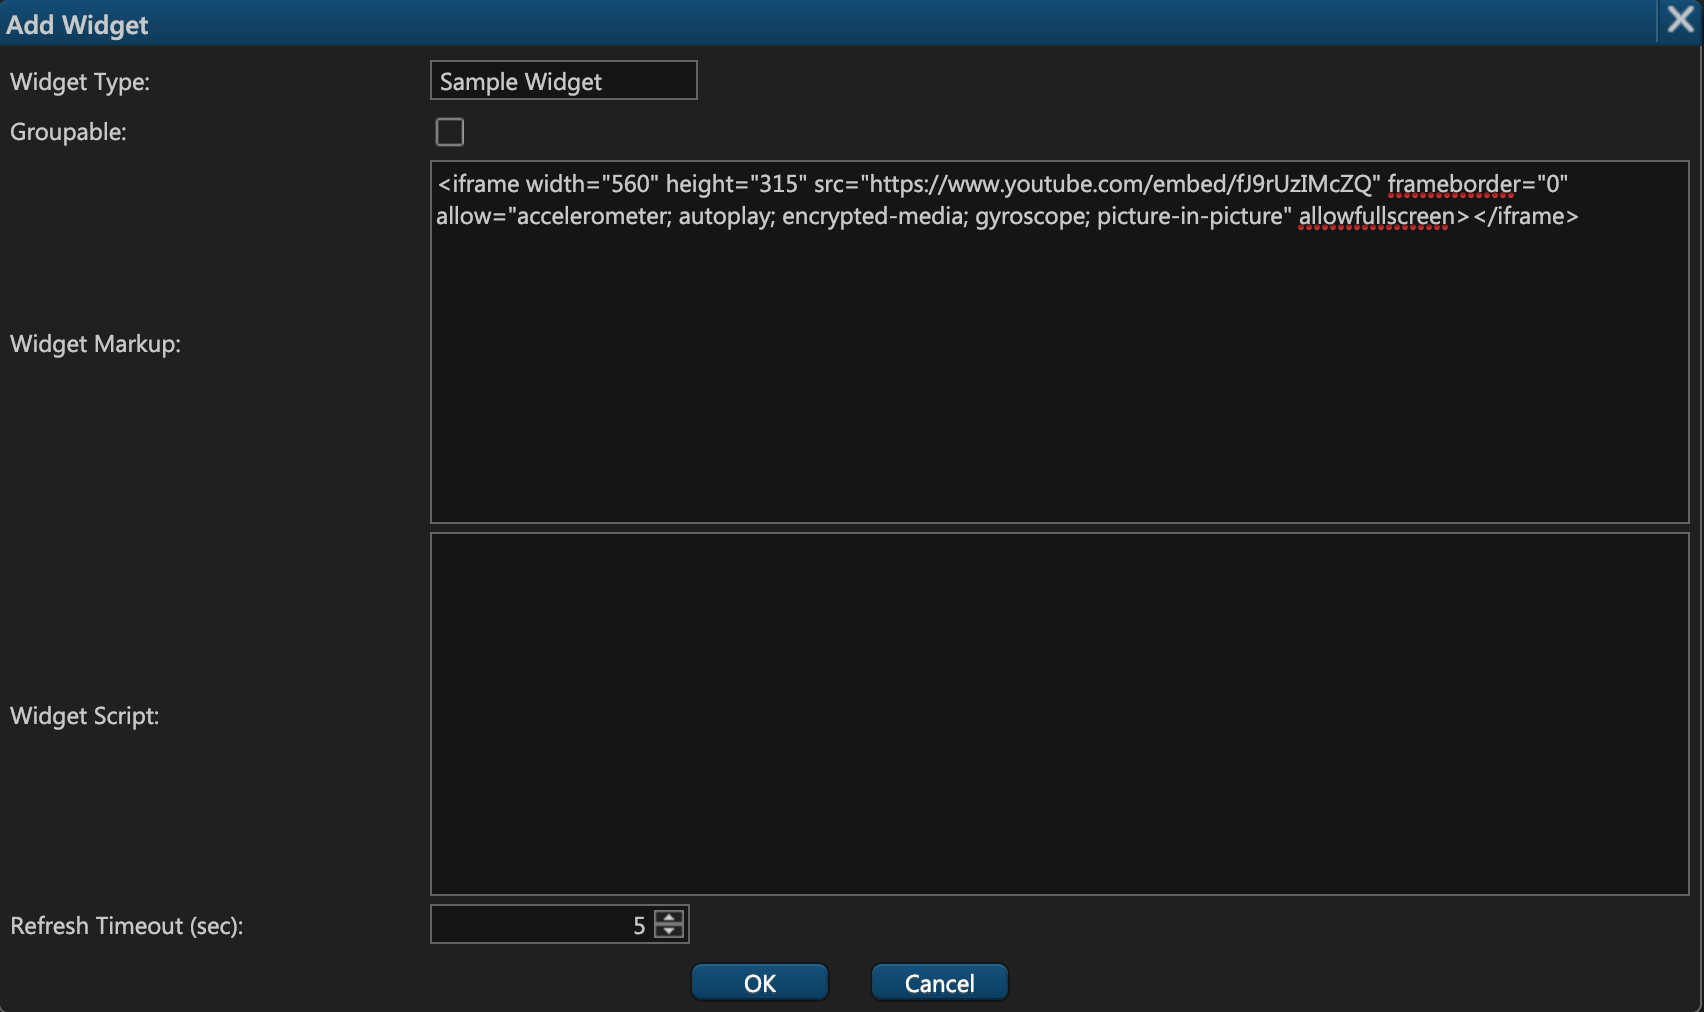 Add Widget
Widget Type:
Sample Widget
Groupable:
Widget Markup:
<iframe width="560" height="315" src="https://www.youtube.com/embed/fJ9rUzIMcZQ" frameborder="0"
allow="accelerometer; autoplay; encrypted-media; gyroscope; picture-in-picture" allowfullscreen></iframe>
Widget Script:
Refresh Timeout (sec):
5
OK
Cancel